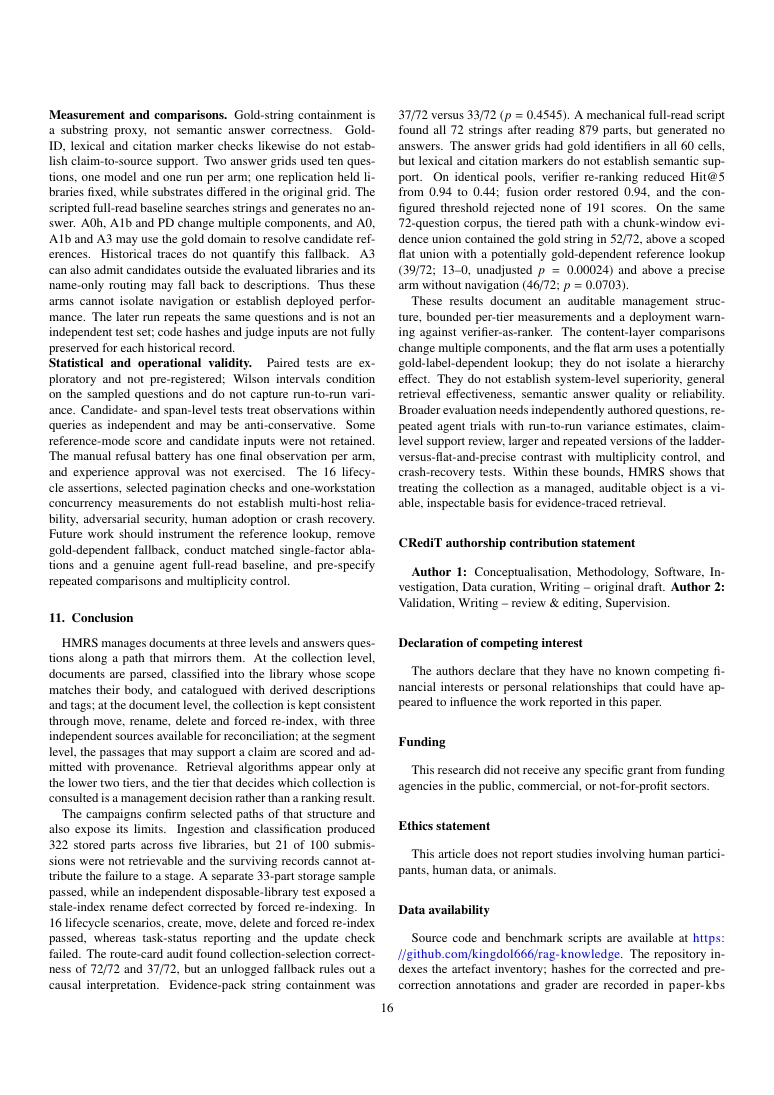 Measurement and comparisons. Gold-string containment is
a substring proxy, not semantic answer correctness. Gold-
ID, lexical and citation marker checks likewise do not estab-
lish claim-to-source support. Two answer grids used ten ques-
tions, one model and one run per arm; one replication held li-
braries fixed, while substrates differed in the original grid. The
scripted full-read baseline searches strings and generates no an-
swer. A0h, A1b and PD change multiple components, and A0,
A1b and A3 may use the gold domain to resolve candidate ref-
erences. Historical traces do not quantify this fallback. A3
can also admit candidates outside the evaluated libraries and its
name-only routing may fall back to descriptions. Thus these
arms cannot isolate navigation or establish deployed perfor-
mance. The later run repeats the same questions and is not an
independent test set; code hashes and judge inputs are not fully
preserved for each historical record.
Statistical and operational validity. Paired tests are ex-
ploratory and not pre-registered; Wilson intervals condition
on the sampled questions and do not capture run-to-run vari-
ance. Candidate- and span-level tests treat observations within
queries as independent and may be anti-conservative. Some
reference-mode score and candidate inputs were not retained.
The manual refusal battery has one final observation per arm,
and experience approval was not exercised. The 16 lifecy-
cle assertions, selected pagination checks and one-workstation
concurrency measurements do not establish multi-host relia-
bility, adversarial security, human adoption or crash recovery.
Future work should instrument the reference lookup, remove
gold-dependent fallback, conduct matched single-factor abla-
tions and a genuine agent full-read baseline, and pre-specify
repeated comparisons and multiplicity control.
11. Conclusion
HMRS manages documents at three levels and answers ques-
tions along a path that mirrors them. At the collection level,
documents are parsed, classified into the library whose scope
matches their body, and catalogued with derived descriptions
and tags; at the document level, the collection is kept consistent
through move, rename, delete and forced re-index, with three
independent sources available for reconciliation; at the segment
level, the passages that may support a claim are scored and ad-
mitted with provenance. Retrieval algorithms appear only at
the lower two tiers, and the tier that decides which collection is
consulted is a management decision rather than a ranking result.
The campaigns confirm selected paths of that structure and
also expose its limits. Ingestion and classification produced
322 stored parts across five libraries, but 21 of 100 submis-
sions were not retrievable and the surviving records cannot at-
tribute the failure to a stage. A separate 33-part storage sample
passed, while an independent disposable-library test exposed a
stale-index rename defect corrected by forced re-indexing. In
16 lifecycle scenarios, create, move, delete and forced re-index
passed, whereas task-status reporting and the update check
failed. The route-card audit found collection-selection correct-
ness of 72/72 and 37/72, but an unlogged fallback rules out a
causal interpretation. Evidence-pack string containment was
37/72 versus 33/72 (p = 0.4545). A mechanical full-read script
found all 72 strings after reading 879 parts, but generated no
answers. The answer grids had gold identifiers in all 60 cells,
but lexical and citation markers do not establish semantic sup-
port. On identical pools, verifier re-ranking reduced Hit@5
from 0.94 to 0.44; fusion order restored 0.94, and the con-
figured threshold rejected none of 191 scores. On the same
72-question corpus, the tiered path with a chunk-window evi-
dence union contained the gold string in 52/72, above a scoped
flat union with a potentially gold-dependent reference lookup
(39/72; 13–0, unadjusted p = 0.00024) and above a precise
arm without navigation (46/72; p = 0.0703).
These results document an auditable management struc-
ture, bounded per-tier measurements and a deployment warn-
ing against verifier-as-ranker. The content-layer comparisons
change multiple components, and the flat arm uses a potentially
gold-label-dependent lookup; they do not isolate a hierarchy
effect. They do not establish system-level superiority, general
retrieval effectiveness, semantic answer quality or reliability.
Broader evaluation needs independently authored questions, re-
peated agent trials with run-to-run variance estimates, claim-
level support review, larger and repeated versions of the ladder-
versus-flat-and-precise contrast with multiplicity control, and
crash-recovery tests. Within these bounds, HMRS shows that
treating the collection as a managed, auditable object is a vi-
able, inspectable basis for evidence-traced retrieval.
CRediT authorship contribution statement
Author 1: Conceptualisation, Methodology, Software, In-
vestigation, Data curation, Writing – original draft. Author 2:
Validation, Writing – review & editing, Supervision.
Declaration of competing interest
The authors declare that they have no known competing fi-
nancial interests or personal relationships that could have ap-
peared to influence the work reported in this paper.
Funding
This research did not receive any specific grant from funding
agencies in the public, commercial, or not-for-profit sectors.
Ethics statement
This article does not report studies involving human partici-
pants, human data, or animals.
Data availability
Source code and benchmark scripts are available at https:
//github.com/kingdol666/rag-knowledge. The repository in-
dexes the artefact inventory; hashes for the corrected and pre-
correction annotations and grader are recorded in paper-kbs
16